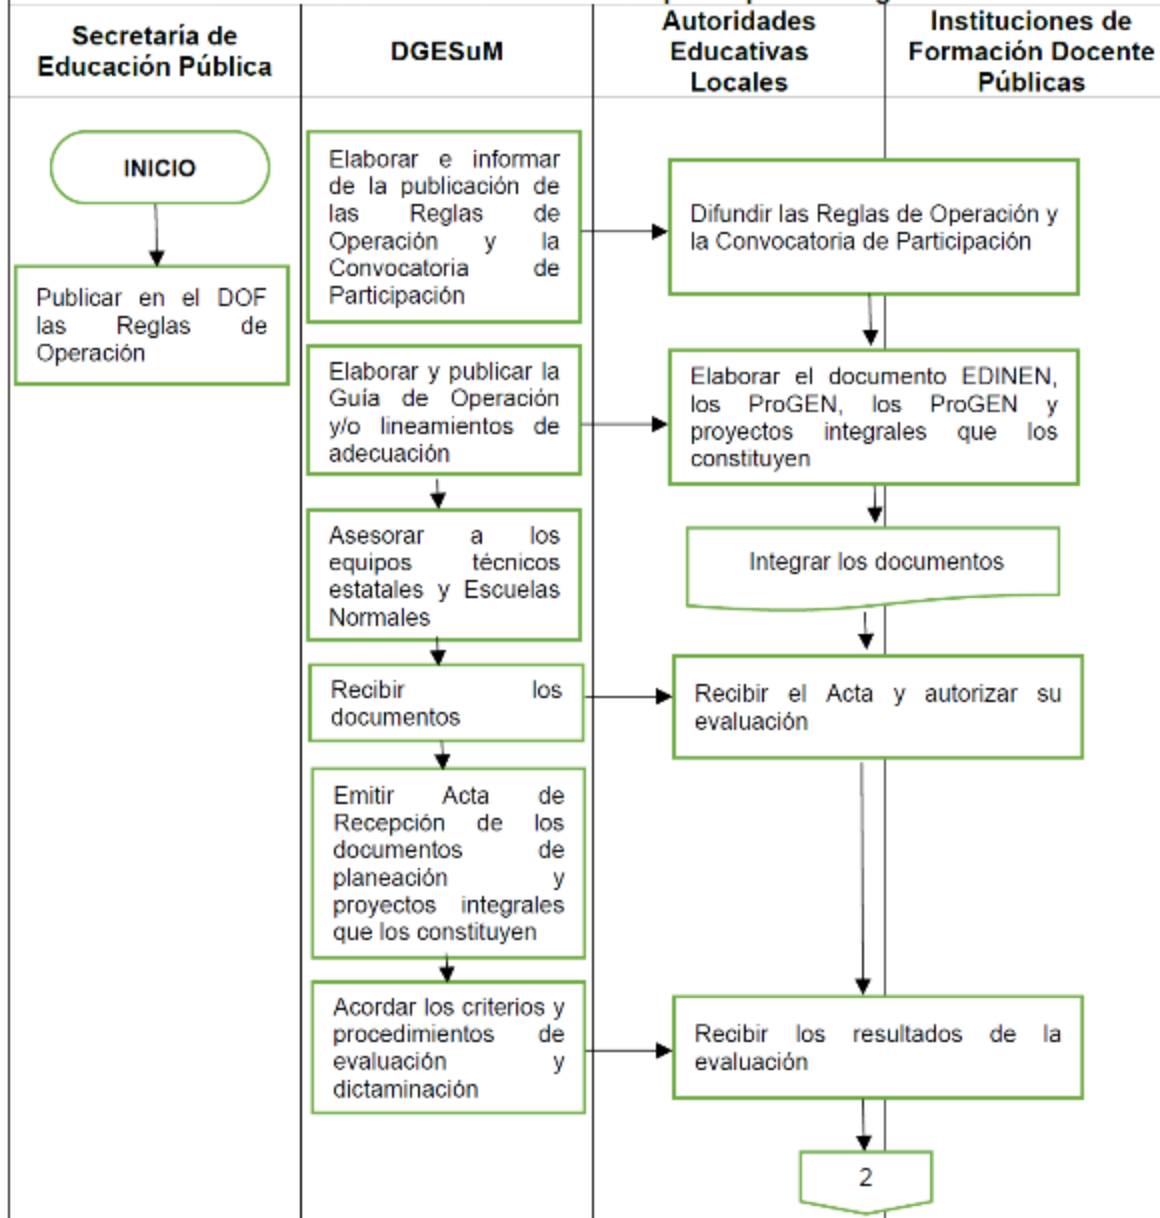 Secretaría de
Educación Pública
DGESuM
Autoridades
Educativas
Locales
Instituciones de
Formación Docente
Públicas
INICIO
Publicar en el DOF
las Reglas de
Operación
Elaborar e informar
de la publicación de
las Reglas de
Operación y la
Convocatoria de
Participación
Difundir las Reglas de Operación y
la Convocatoria de Participación
Elaborar y publicar la
Guía de Operación
y/o lineamientos de
adecuación
Elaborar el documento EDINEN,
los ProGEN, los ProGEN y
proyectos integrales que los
constituyen
Asesorar a los
equipos técnicos
estatales y Escuelas
Normales
Integrar los documentos
Recibir los
documentos
Recibir el Acta y autorizar su
evaluación
Emitir Acta de
Recepción de los
documentos de
planeación y
proyectos integrales
que los constituyen
Acordar los criterios y
procedimientos de
evaluación y
dictaminación
Recibir los resultados de la
evaluación
2